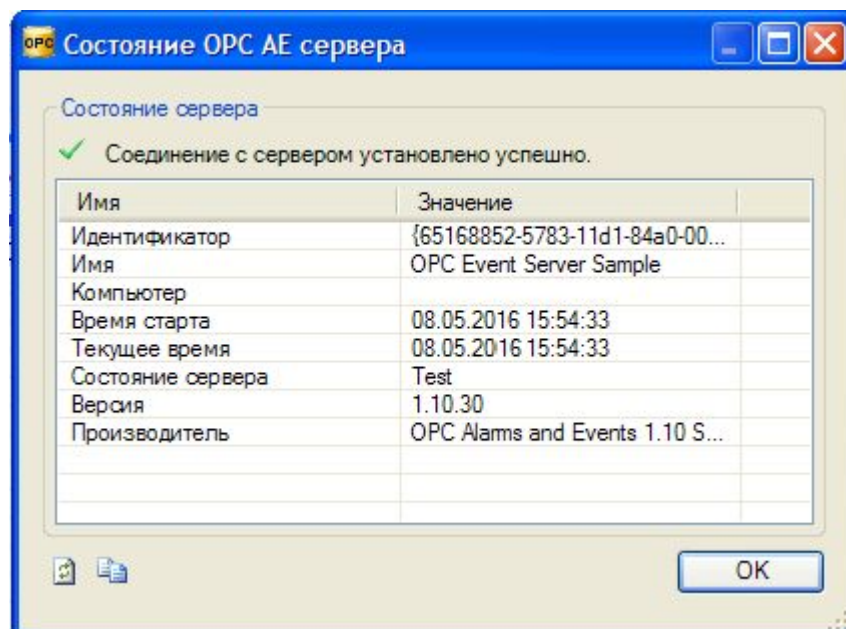 OPC Состояние OPC AE сервера
Состояние сервера
Соединение с сервером установлено успешно.
Имя Значение
Идентификатор {65168852-5783-11d1-84a0-00...
Имя OPC Event Server Sample
Компьютер
Время старта 08.05.2016 15:54:33
Текущее время 08.05.2016 15:54:33
Состояние сервера Test
Версия 1.10.30
Производитель OPC Alarms and Events 1.10 S...
OK